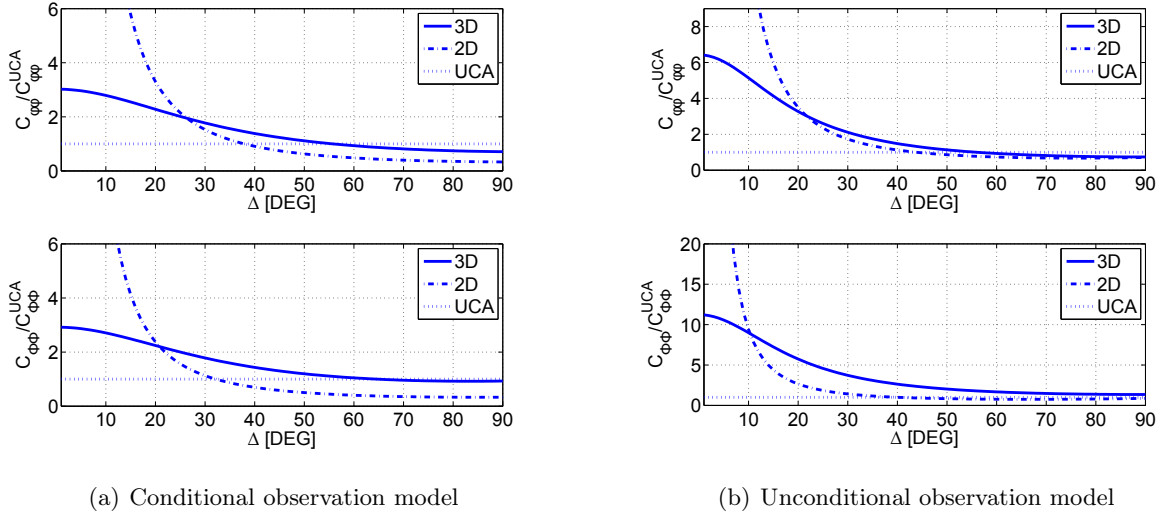 6
4
2
0
C_φφ/C_φφ^UCA
10 20 30 40 50 60 70 80 90
Δ [DEG]
3D
2D
UCA
8
6
4
2
0
C_φφ/C_φφ^UCA
10 20 30 40 50 60 70 80 90
Δ [DEG]
3D
2D
UCA
6
4
2
0
C_ΦΦ/C_ΦΦ^UCA
10 20 30 40 50 60 70 80 90
Δ [DEG]
3D
2D
UCA
20
15
10
5
0
C_ΦΦ/C_ΦΦ^UCA
10 20 30 40 50 60 70 80 90
Δ [DEG]
3D
2D
UCA
(a) Conditional observation model
(b) Unconditional observation model